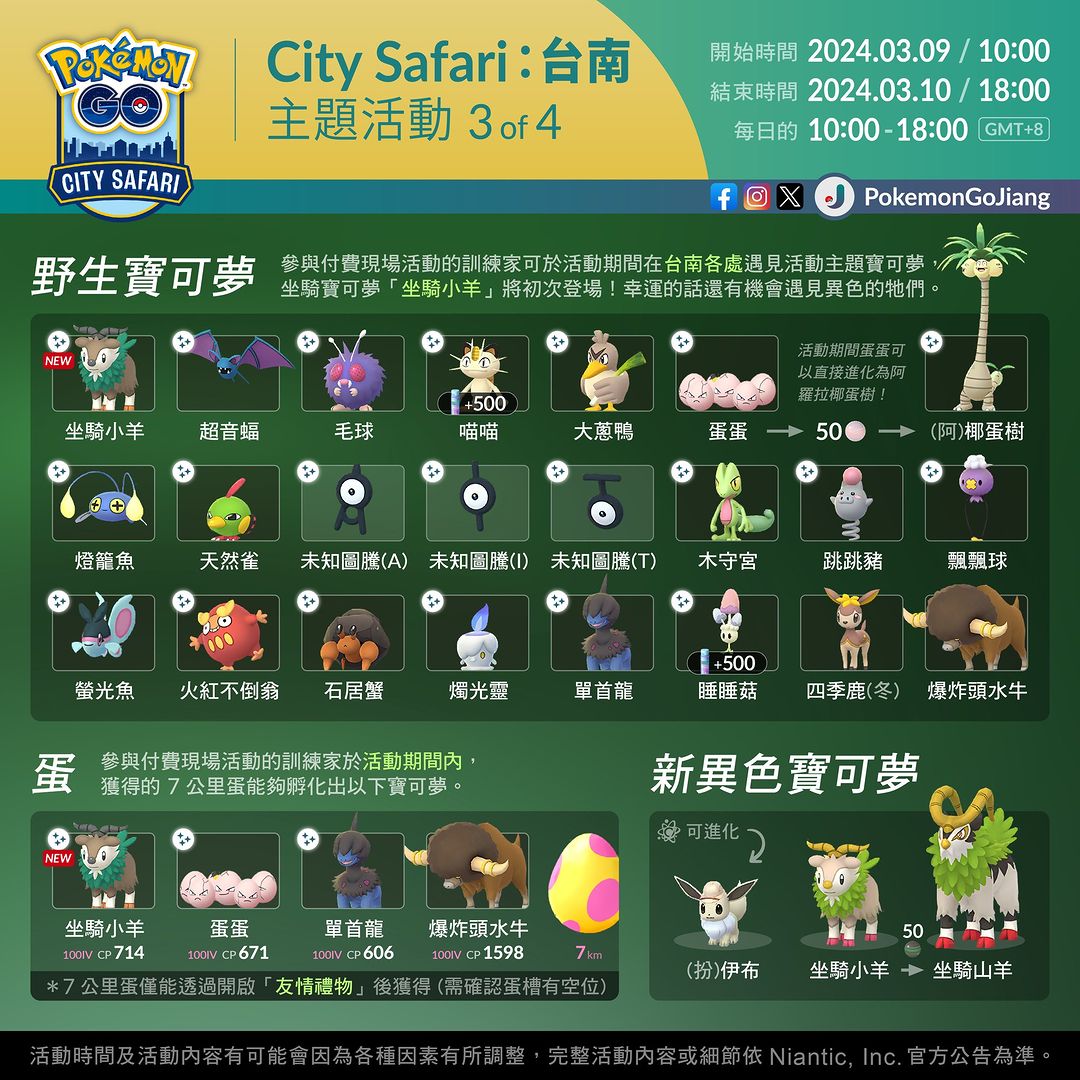 POKÉMON
GO
CITY SAFARI
City Safari：台南
主題活動 3 of 4
開始時間 2024.03.09 / 10:00
結束時間 2024.03.10 / 18:00
每日的 10:00 - 18:00 GMT+8
PokemonGoJiang
野生寶可夢
參與付費現場活動的訓練家可於活動期間在台南各處遇見活動主題寶可夢，
坐騎寶可夢「坐騎小羊」將初次登場！幸運的話還有機會遇見異色的牠們。
NEW
+500
活動期間蛋蛋可
以直接進化為阿
羅拉椰蛋樹！
坐騎小羊 超音蝠 毛球 喵喵 大蔥鴨 蛋蛋 → 50 → (阿)椰蛋樹
燈籠魚 天然雀 未知圖騰(A) 未知圖騰(I) 未知圖騰(T) 木守宮 跳跳豬 飄飄球
+500
螢光魚 火紅不倒翁 石居蟹 燭光靈 單首龍 睡睡菇 四季鹿(冬) 爆炸頭水牛
蛋
參與付費現場活動的訓練家於活動期間內，
獲得的 7 公里蛋能夠孵化出以下寶可夢。
NEW
坐騎小羊 蛋蛋 單首龍 爆炸頭水牛
100IV CP 714 100IV CP 671 100IV CP 606 100IV CP 1598 7 km
＊7 公里蛋僅能透過開啟「友情禮物」後獲得 (需確認蛋槽有空位)
新異色寶可夢
可進化
50
(扮)伊布 坐騎小羊 → 坐騎山羊
活動時間及活動內容有可能會因為各種因素有所調整，完整活動內容或細節依 Niantic, Inc. 官方公告為準。